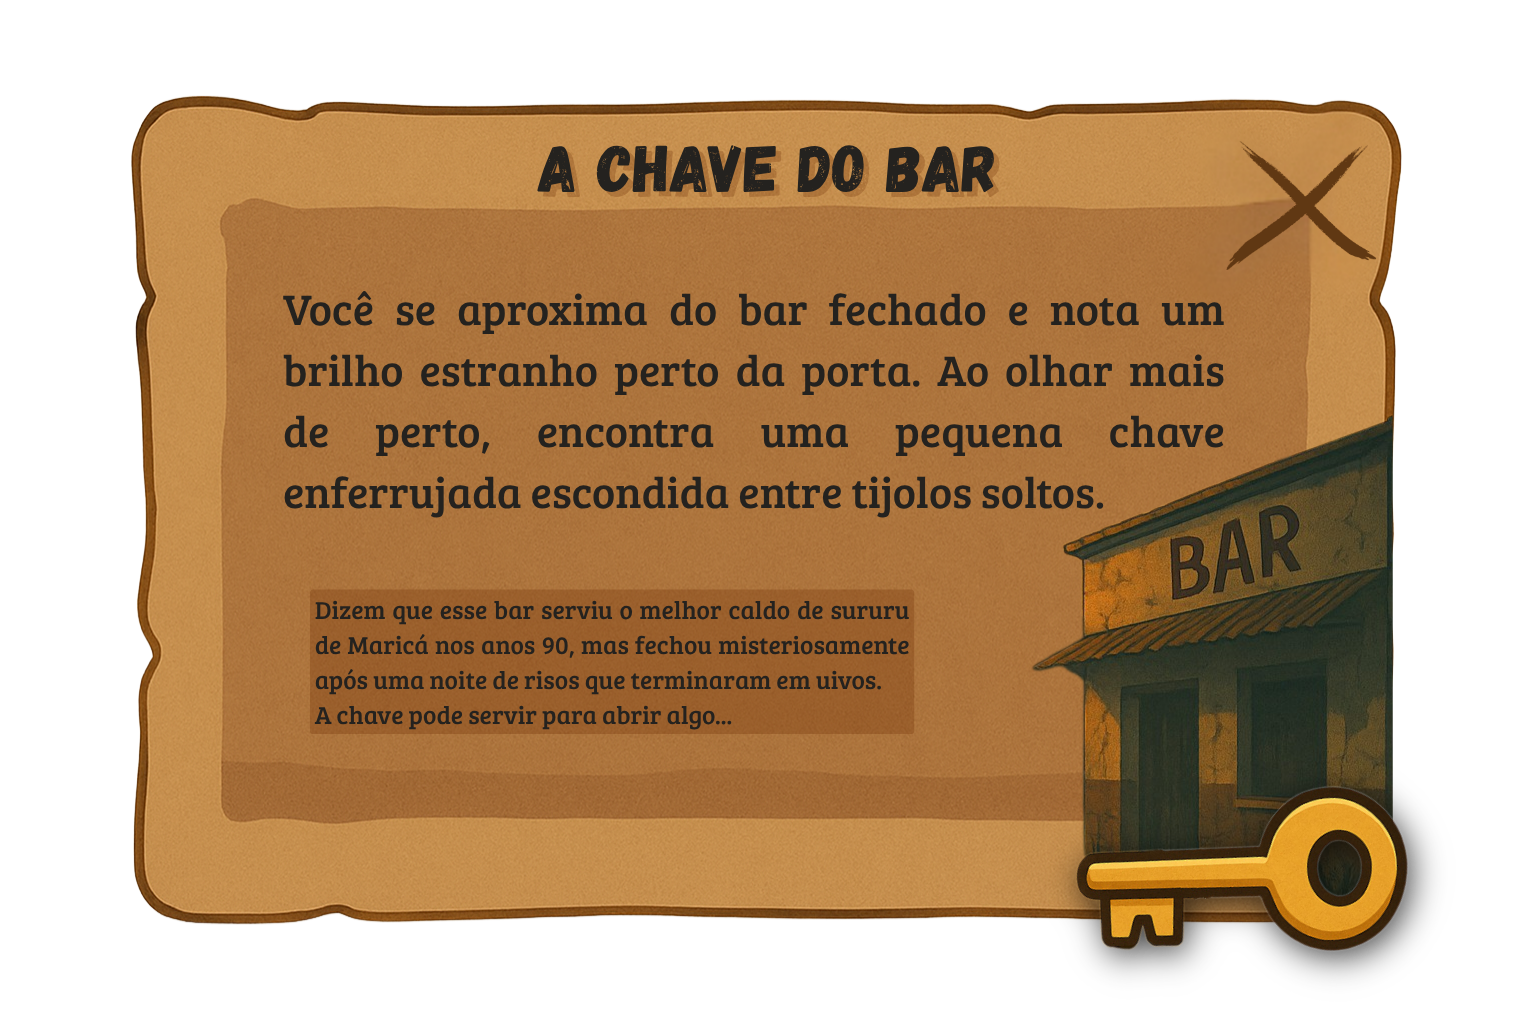 A CHAVE DO BAR
Você se aproxima do bar fechado e nota um
brilho estranho perto da porta. Ao olhar mais
de perto, encontra uma pequena chave
enferrujada escondida entre tijolos soltos.
BAR
Dizem que esse bar serviu o melhor caldo de sururu
de Maricá nos anos 90, mas fechou misteriosamente
após uma noite de risos que terminaram em uivos.
A chave pode servir para abrir algo...